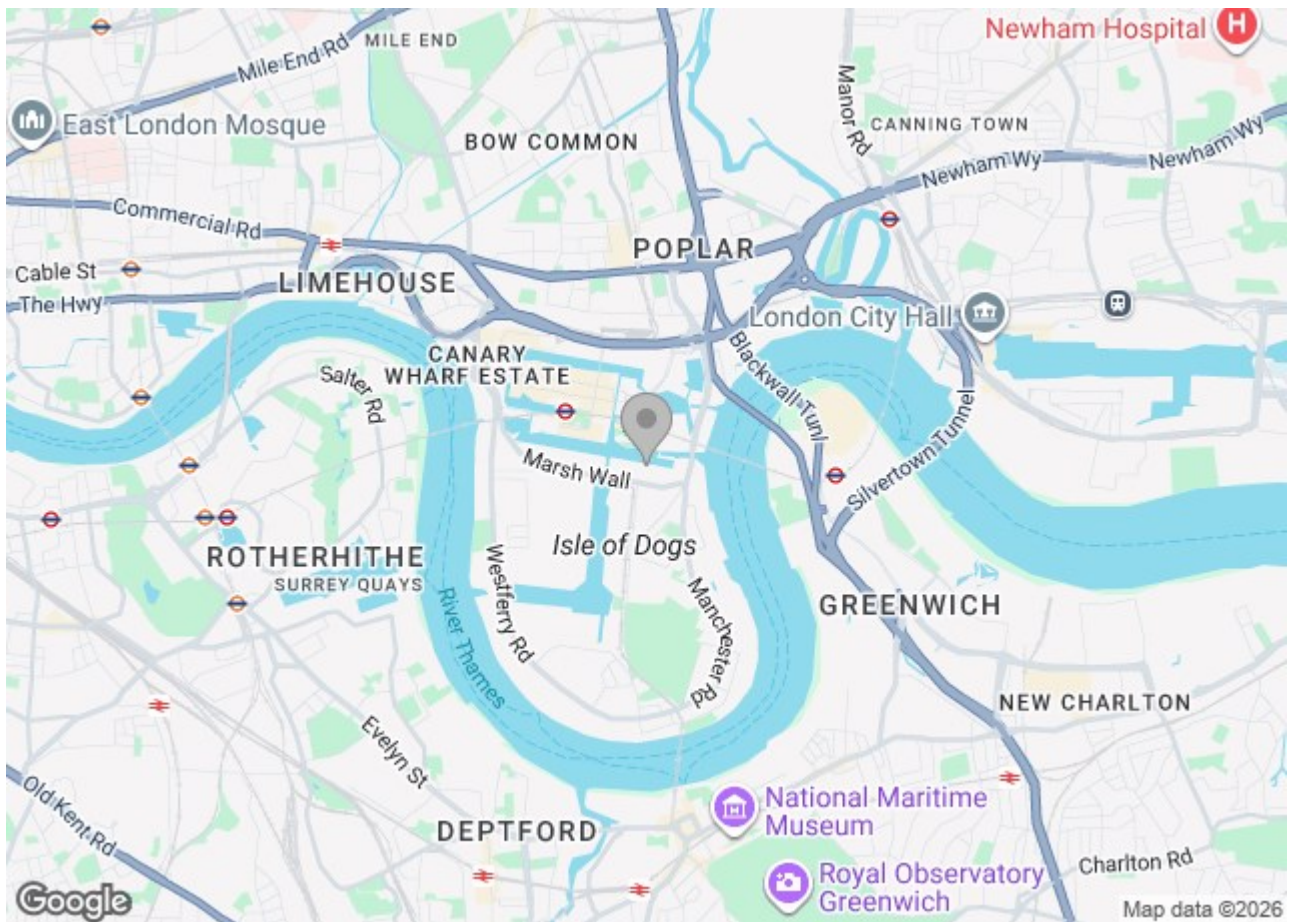 Newham Hospital
H
MILE END
Mile End Rd
Manor Rd
East London Mosque
BOW COMMON
CANNING TOWN
Newham Wy
Newham Wy
Commercial Rd
POPLAR
Cable St
LIMEHOUSE
The Hwy
London City Hall
CANARY
WHARF ESTATE
Blackwall Tunl
Salter Rd
Silvertown Tunnel
Marsh Wall
Isle of Dogs
ROTHERHITHE
SURREY QUAYS
Westferry Rd
River Thames
Manchester Rd
GREENWICH
NEW CHARLTON
Evelyn St
Old Kent Rd
National Maritime
Museum
DEPTFORD
Royal Observatory
Greenwich
Charlton Rd
Google
Map data ©2026